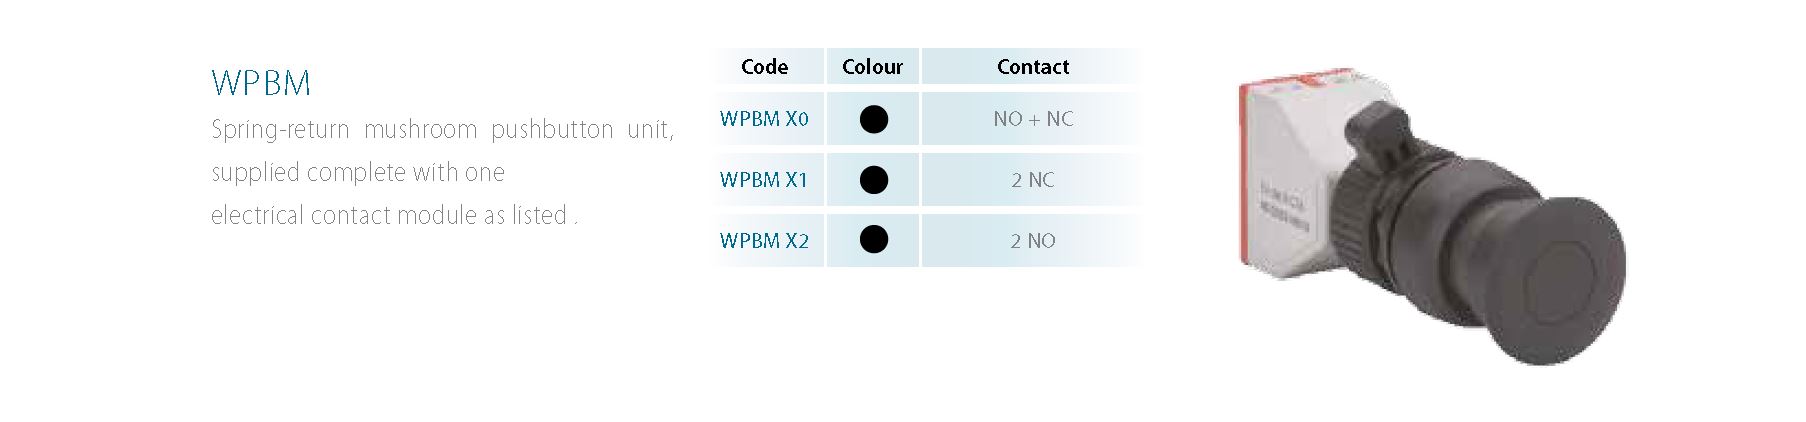 WPBM
Spring-return mushroom pushbutton unit,
supplied complete with one
electrical contact module as listed .
Code Colour Contact
WPBM X0 NO + NC
WPBM X1 2 NC
WPBM X2 2 NO